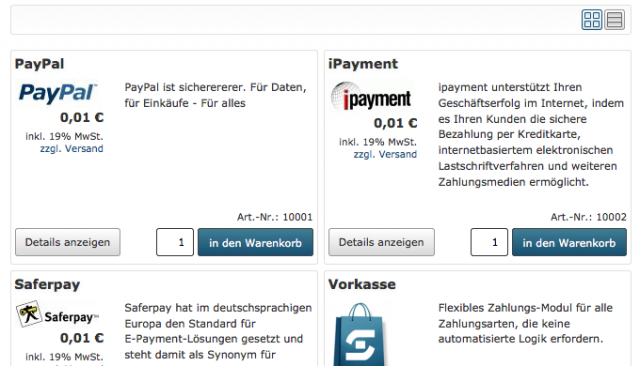 PayPal
PayPal
PayPal ist sicherererer. Für Daten,
für Einkäufe - Für alles
0,01 €
inkl. 19% MwSt.
zzgl. Versand
Art.-Nr.: 10001
Details anzeigen
1
in den Warenkorb
iPayment
ipayment
ipayment unterstützt Ihren
Geschäftserfolg im Internet, indem
es Ihren Kunden die sichere
Bezahlung per Kreditkarte,
internetbasiertem elektronischen
Lastschriftverfahren und weiteren
Zahlungsmedien ermöglicht.
0,01 €
inkl. 19% MwSt.
zzgl. Versand
Art.-Nr.: 10002
Details anzeigen
1
in den Warenkorb
Saferpay
Saferpay
Saferpay hat im deutschsprachigen
Europa den Standard für
E-Payment-Lösungen gesetzt und
steht damit als Synonym für
0,01 €
inkl. 19% MwSt.
Vorkasse
Flexibles Zahlungs-Modul für alle
Zahlungsarten, die keine
automatisierte Logik erfordern.